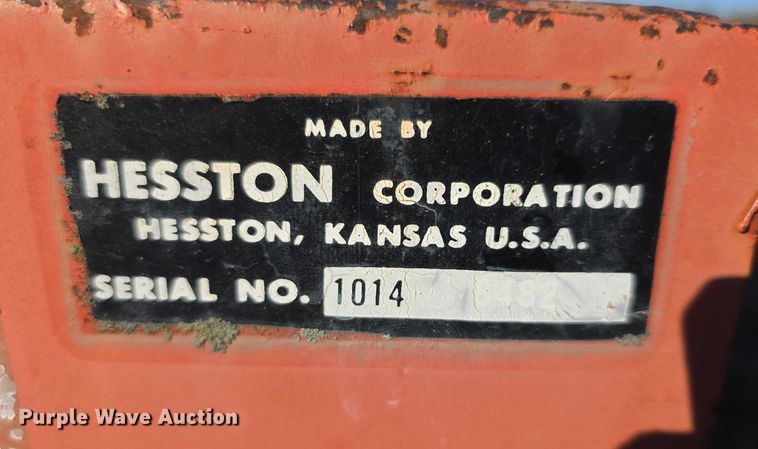 MADE BY
HESSTON CORPORATION
HESSTON, KANSAS U.S.A.
SERIAL NO. 1014
Purple Wave Auction